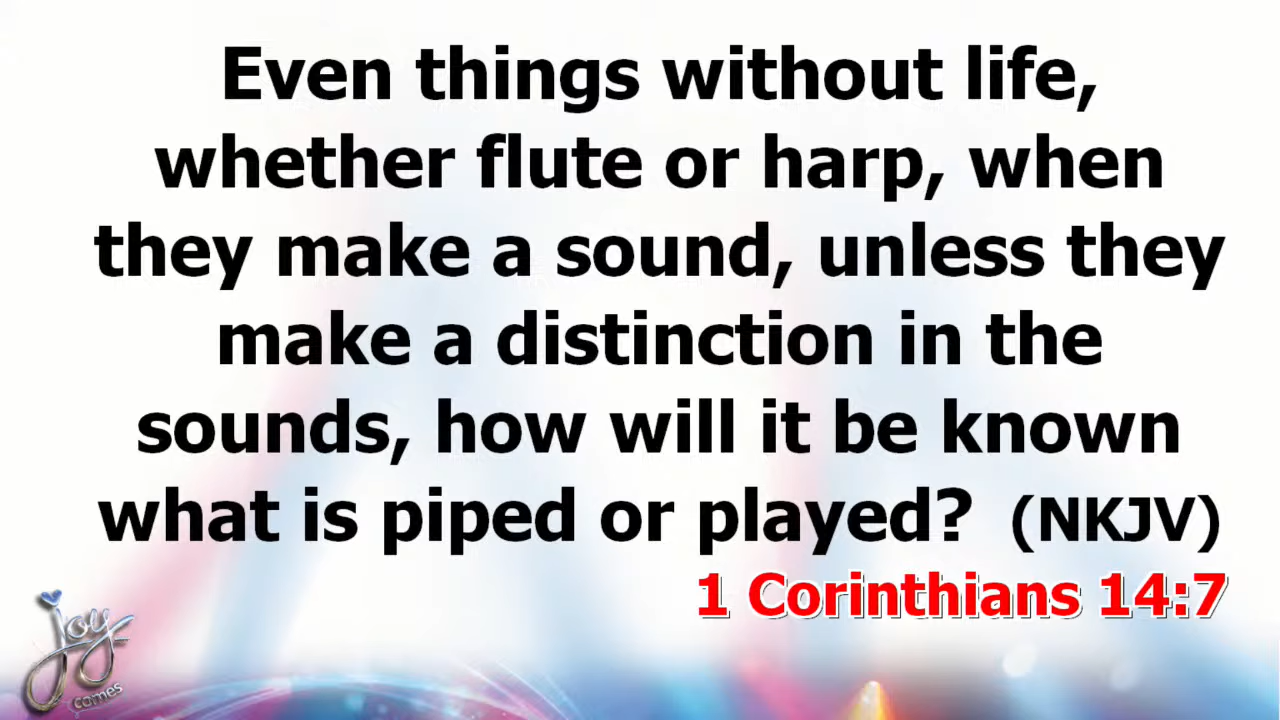 Even things without life,
whether flute or harp, when
they make a sound, unless they
make a distinction in the
sounds, how will it be known
what is piped or played? (NKJV)
1 Corinthians 14:7
joy
comes